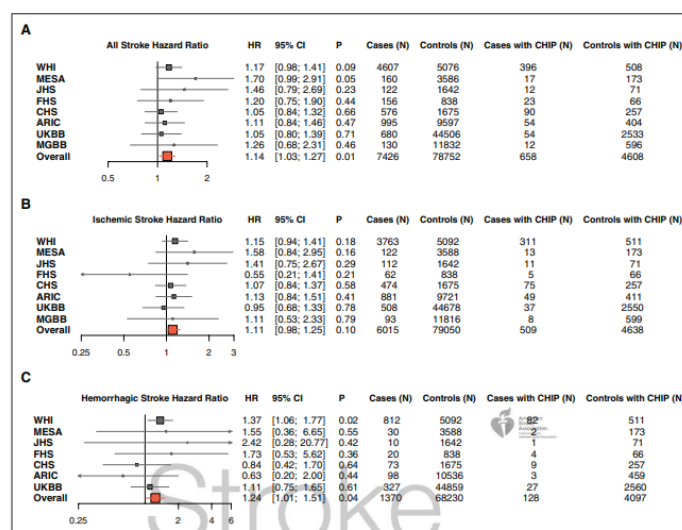 A
All Stroke Hazard Ratio HR 95% CI P Cases (N) Controls (N) Cases with CHIP (N) Controls with CHIP (N)
WHI 1.17 [0.98; 1.41] 0.09 4607 5076 396 508
MESA 1.70 [0.99; 2.91] 0.05 160 3586 17 173
JHS 1.46 [0.79; 2.69] 0.23 122 1642 12 71
FHS 1.20 [0.75; 1.90] 0.44 156 838 23 66
CHS 1.05 [0.84; 1.32] 0.66 576 1675 90 257
ARIC 1.11 [0.84; 1.46] 0.47 995 9597 54 404
UKBB 1.05 [0.80; 1.39] 0.71 680 44506 54 2533
MGBB 1.26 [0.68; 2.31] 0.46 130 11832 12 596
Overall 1.14 [1.03; 1.27] 0.01 7426 78752 658 4608
0.5 1 2
B
Ischemic Stroke Hazard Ratio HR 95% CI P Cases (N) Controls (N) Cases with CHIP (N) Controls with CHIP (N)
WHI 1.15 [0.94; 1.41] 0.18 3763 5092 311 511
MESA 1.58 [0.84; 2.95] 0.16 122 3588 13 173
JHS 1.41 [0.75; 2.67] 0.29 112 1642 11 71
FHS 0.55 [0.21; 1.41] 0.21 62 838 5 66
CHS 1.07 [0.84; 1.37] 0.58 474 1675 75 257
ARIC 1.13 [0.84; 1.51] 0.41 881 9721 49 411
UKBB 0.95 [0.68; 1.33] 0.78 508 44678 37 2550
MGBB 1.11 [0.53; 2.33] 0.79 93 11816 8 599
Overall 1.11 [0.98; 1.25] 0.10 6015 79050 509 4638
0.25 0.5 1 2 3
C
Hemorrhagic Stroke Hazard Ratio HR 95% CI P Cases (N) Controls (N) Cases with CHIP (N) Controls with CHIP (N)
WHI 1.37 [1.06; 1.77] 0.02 812 5092 82 511
MESA 1.55 [0.36; 6.65] 0.55 30 3588 2 173
JHS 2.42 [0.28; 20.77] 0.42 10 1642 1 71
FHS 1.73 [0.53; 5.62] 0.36 20 838 4 66
CHS 0.84 [0.42; 1.70] 0.64 73 1675 9 257
ARIC 0.63 [0.20; 2.00] 0.44 98 10536 3 459
UKBB 1.11 [0.75; 1.65] 0.61 327 44859 27 2560
Overall 1.24 [1.01; 1.51] 0.04 1370 68230 128 4097
0.25 1 2 6
Stroke